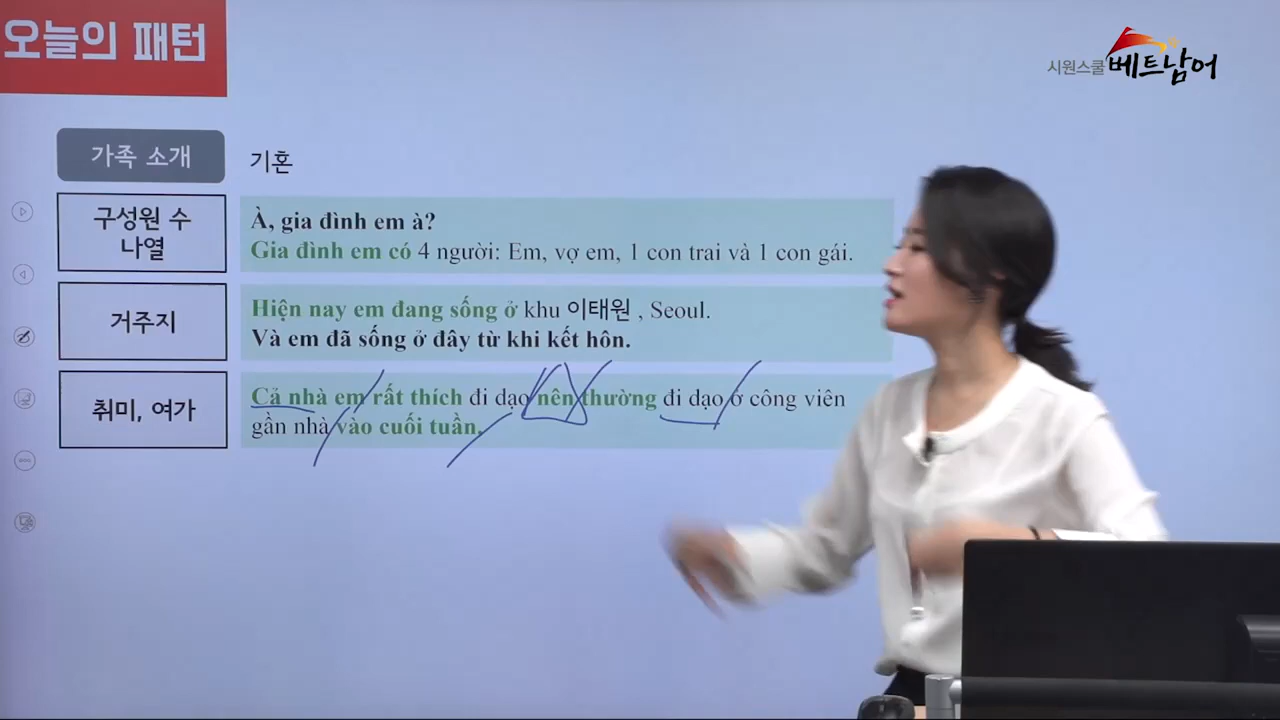 오늘의 패턴
시원스쿨 베트남어
가족 소개
기혼
구성원 수
나열
À, gia đình em à?
Gia đình em có 4 người: Em, vợ em, 1 con trai và 1 con gái.
거주지
Hiện nay em đang sống ở khu 이태원 , Seoul.
Và em đã sống ở đây từ khi kết hôn.
취미, 여가
Cả nhà em rất thích đi dạo nên thường đi dạo ở công viên
gần nhà vào cuối tuần.